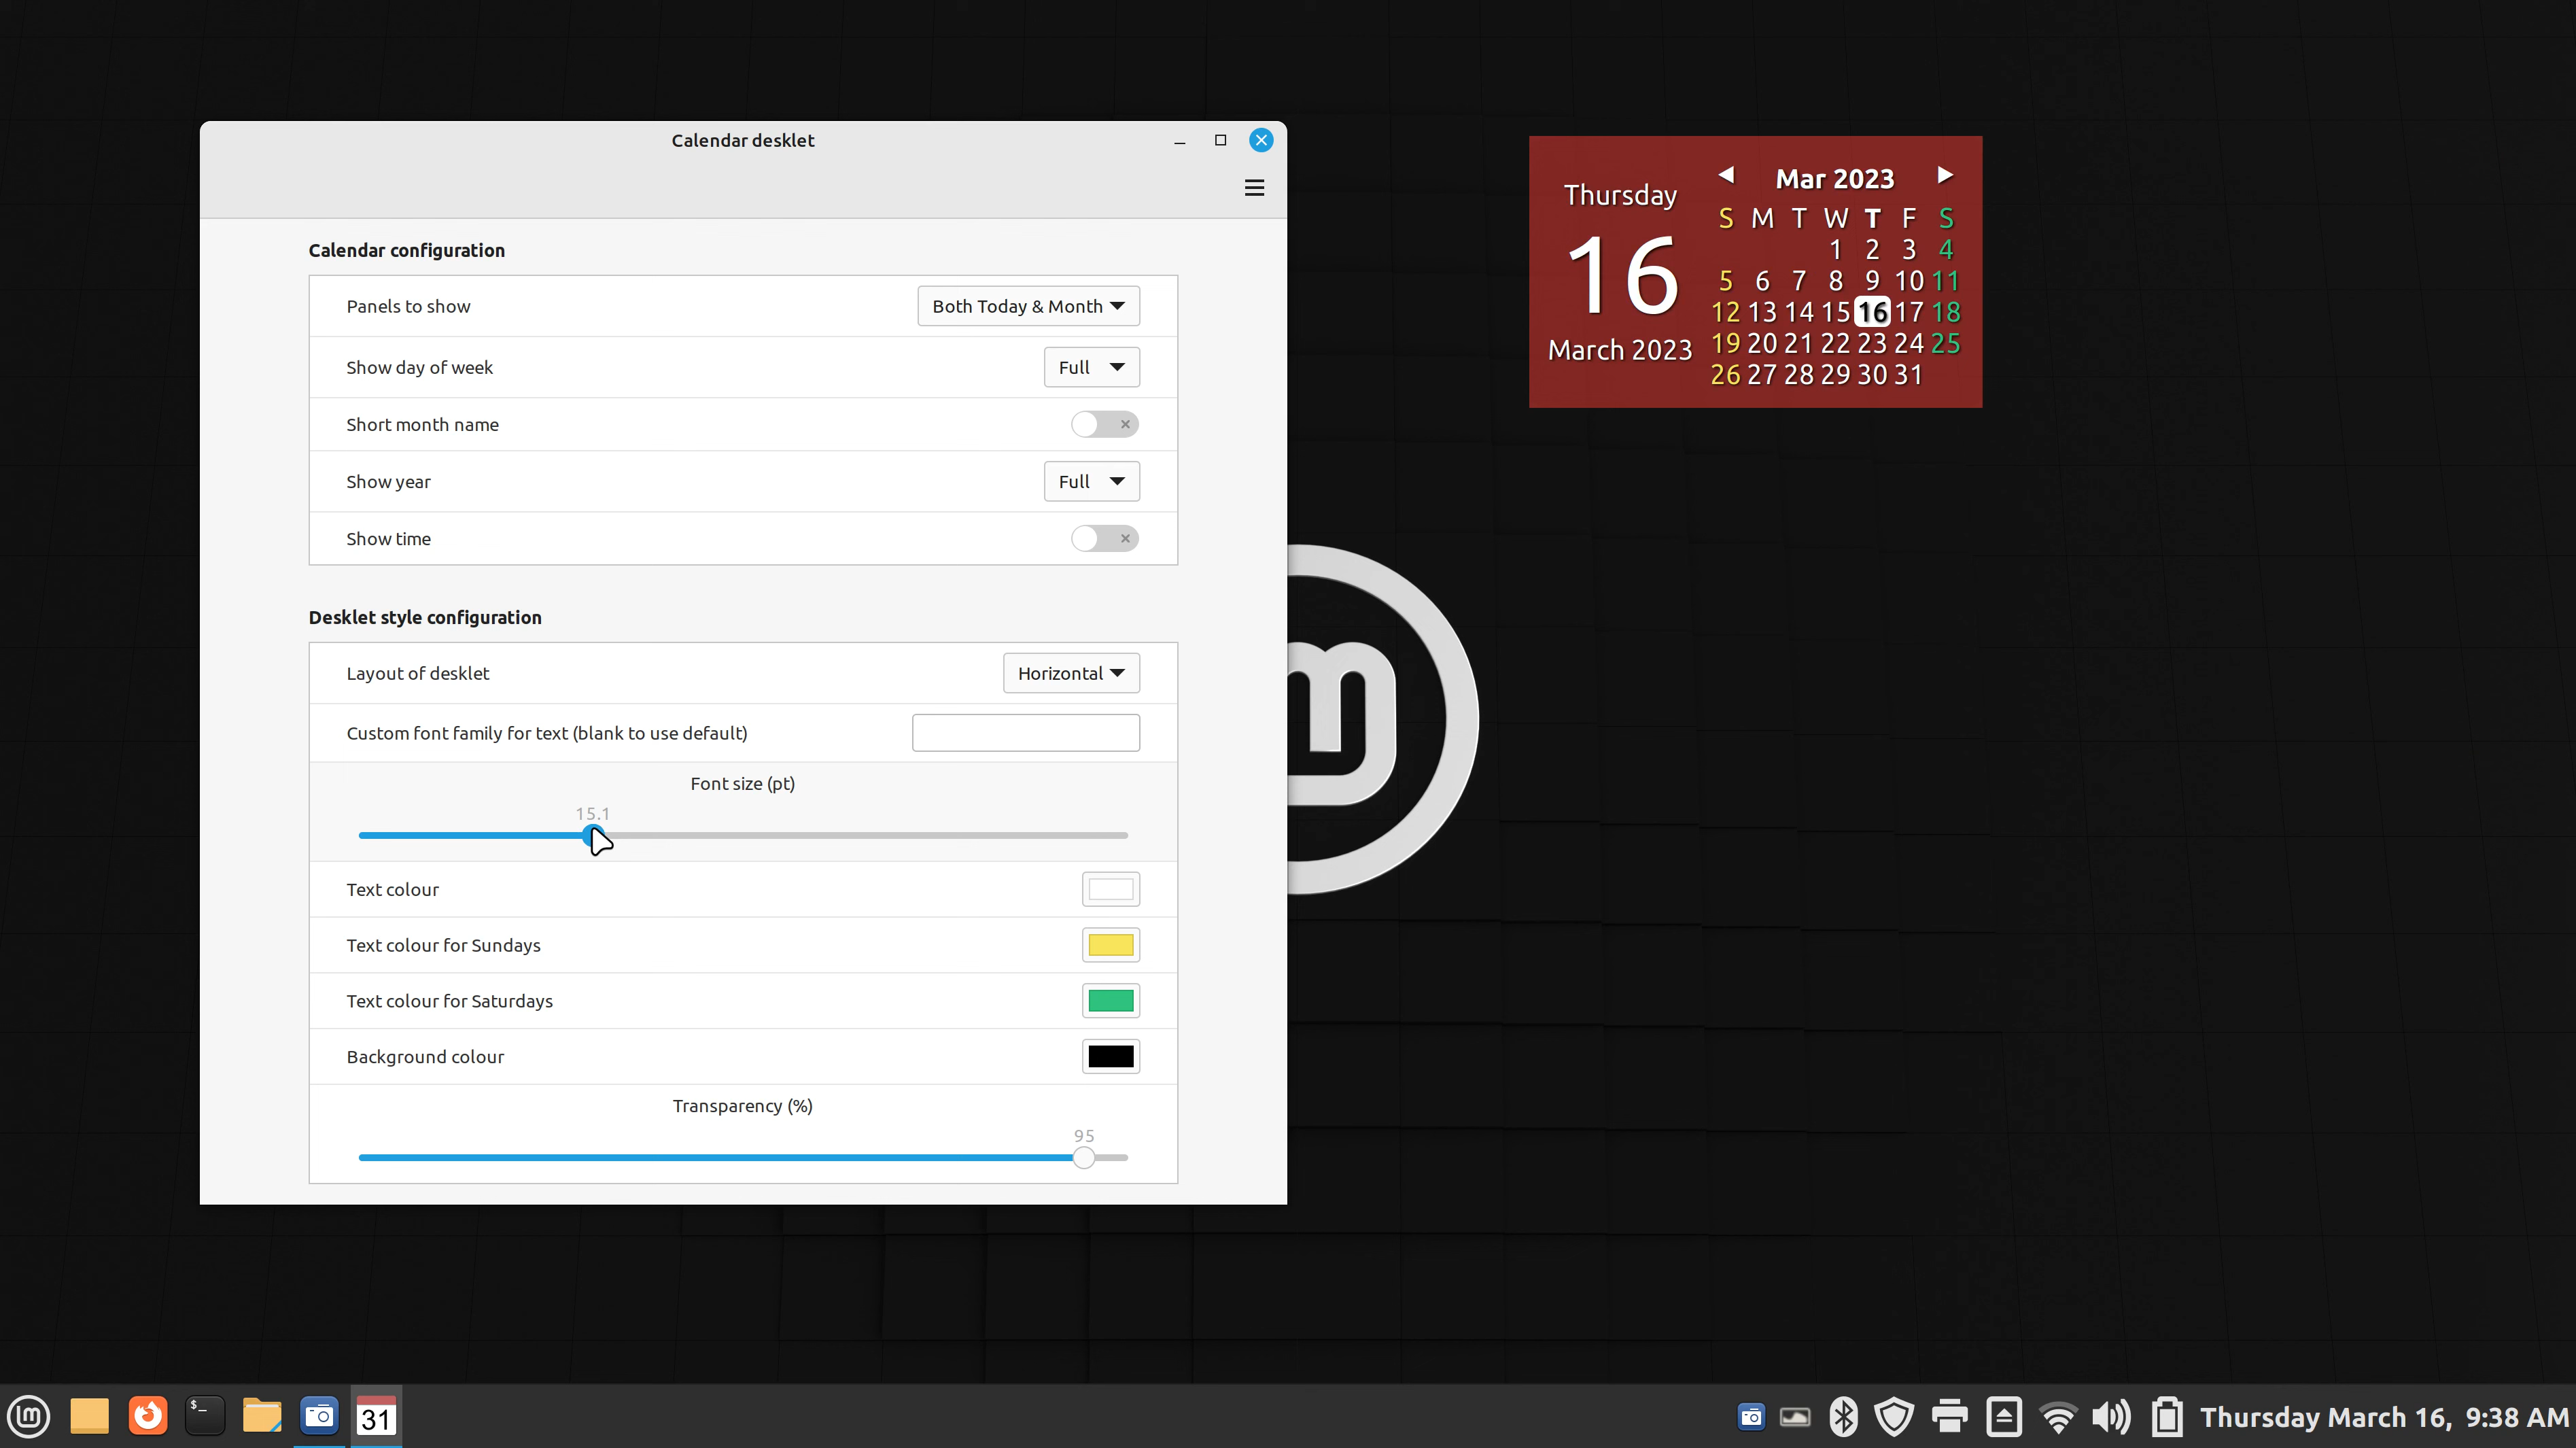 Calendar desklet
Calendar configuration
Panels to show
Both Today & Month
Show day of week
Full
Short month name
Show year
Full
Show time
Desklet style configuration
Layout of desklet
Horizontal
Custom font family for text (blank to use default)
Font size (pt)
15.1
Text colour
Text colour for Sundays
Text colour for Saturdays
Background colour
Transparency (%)
95
Thursday
16
March 2023
Mar 2023
S M T W T F S
1 2 3 4
5 6 7 8 9 10 11
12 13 14 15 16 17 18
19 20 21 22 23 24 25
26 27 28 29 30 31
$_
31
Thursday March 16, 9:38 AM